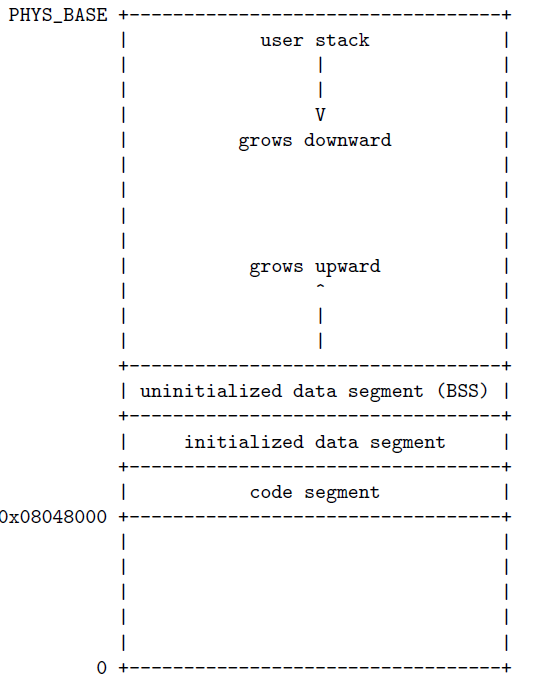 PHYS_BASE +----------------------------------+
| user stack |
| | |
| | |
| V |
| grows downward |
| |
| |
| |
| |
| grows upward |
| ^ |
| | |
| | |
+----------------------------------+
| uninitialized data segment (BSS) |
+----------------------------------+
| initialized data segment |
+----------------------------------+
| code segment |
0x08048000 +----------------------------------+
| |
| |
| |
| |
| |
0 +----------------------------------+